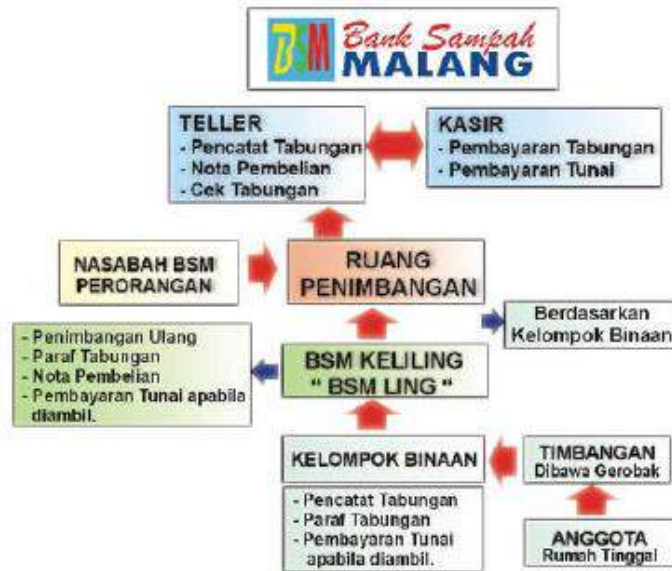 BSM Bank Sampah
MALANG
TELLER
- Pencatat Tabungan
- Nota Pembelian
- Cek Tabungan
KASIR
- Pembayaran Tabungan
- Pembayaran Tunai
NASABAH BSM
PERORANGAN
RUANG
PENIMBANGAN
Berdasarkan
Kelompok Binaan
- Penimbangan Ulang
- Paraf Tabungan
- Nota Pembelian
- Pembayaran Tunai apabila
diambil.
BSM KELILING
" BSM LING "
KELOMPOK BINAAN
- Pencatat Tabungan
- Paraf Tabungan
- Pembayaran Tunai
apabila diambil.
TIMBANGAN
Dibawa Gerobak
ANGGOTA
Rumah Tinggal